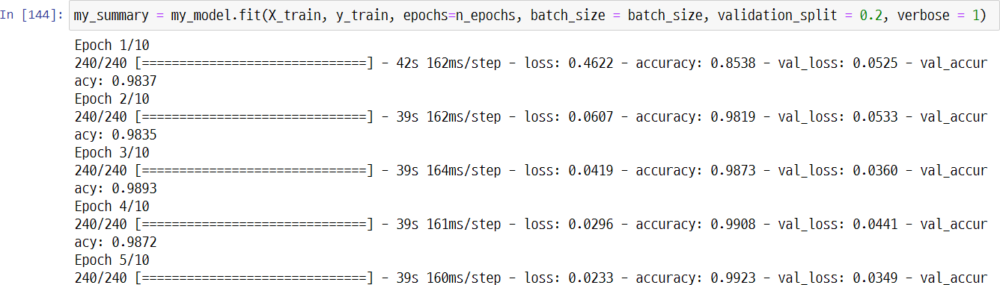 In [144]: my_summary = my_model.fit(X_train, y_train, epochs=n_epochs, batch_size = batch_size, validation_split = 0.2, verbose = 1)
Epoch 1/10
240/240 [==============================] - 42s 162ms/step - loss: 0.4622 - accuracy: 0.8538 - val_loss: 0.0525 - val_accur
acy: 0.9837
Epoch 2/10
240/240 [==============================] - 39s 162ms/step - loss: 0.0607 - accuracy: 0.9819 - val_loss: 0.0533 - val_accur
acy: 0.9835
Epoch 3/10
240/240 [==============================] - 39s 164ms/step - loss: 0.0419 - accuracy: 0.9873 - val_loss: 0.0360 - val_accur
acy: 0.9893
Epoch 4/10
240/240 [==============================] - 39s 161ms/step - loss: 0.0296 - accuracy: 0.9908 - val_loss: 0.0441 - val_accur
acy: 0.9872
Epoch 5/10
240/240 [==============================] - 39s 160ms/step - loss: 0.0233 - accuracy: 0.9923 - val_loss: 0.0349 - val_accur